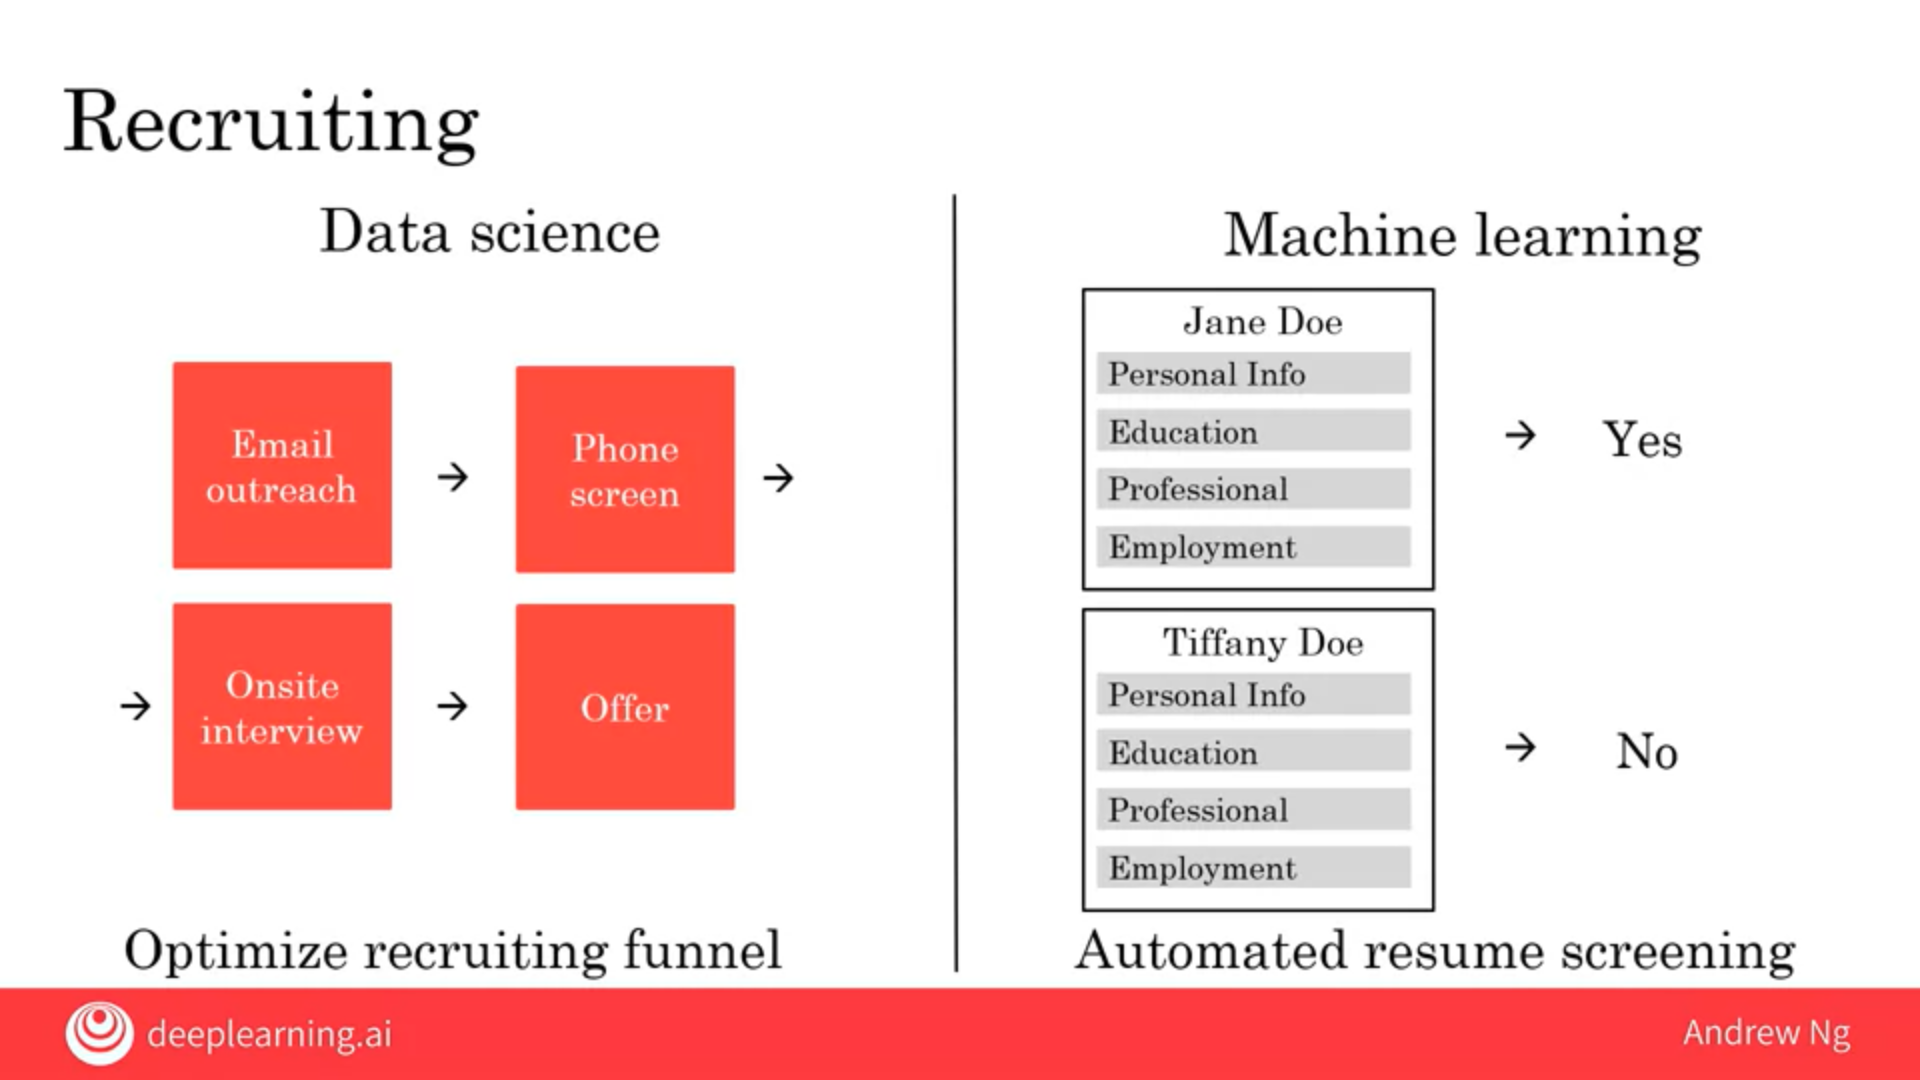 Recruiting
Data science
Email
outreach
→
Phone
screen
→
→
Onsite
interview
→
Offer
Optimize recruiting funnel
Machine learning
Jane Doe
Personal Info
Education
Professional
Employment
→ Yes
Tiffany Doe
Personal Info
Education
Professional
Employment
→ No
Automated resume screening
deeplearning.ai
Andrew Ng